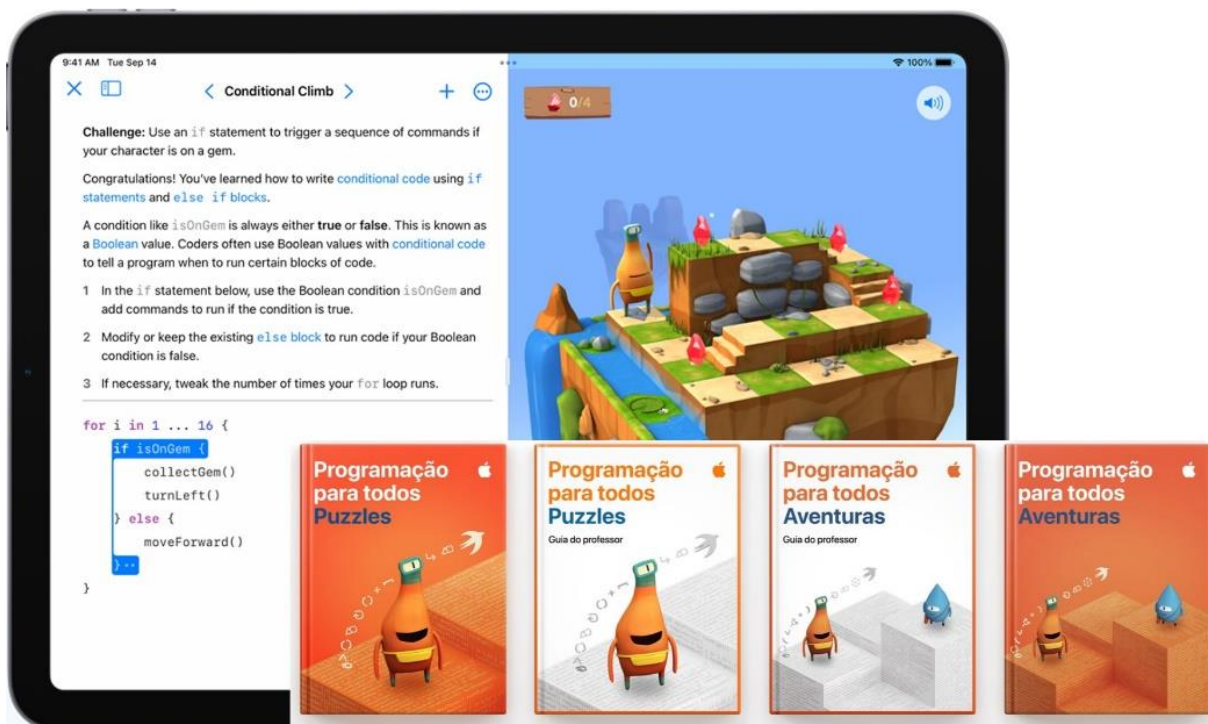 9:41 AM Tue Sep 14
100%
Conditional Climb
0/4
Challenge: Use an if statement to trigger a sequence of commands if
your character is on a gem.
Congratulations! You've learned how to write conditional code using if
statements and else if blocks.
A condition like isOnGem is always either true or false. This is known as
a Boolean value. Coders often use Boolean values with conditional code
to tell a program when to run certain blocks of code.
1 In the if statement below, use the Boolean condition isOnGem and
add commands to run if the condition is true.
2 Modify or keep the existing else block to run code if your Boolean
condition is false.
3 If necessary, tweak the number of times your for loop runs.
for i in 1 ... 16 {
if isOnGem {
collectGem()
turnLeft()
} else {
moveForward()
}
}
Programação
para todos
Puzzles
Programação
para todos
Puzzles
Guia do professor
Programação
para todos
Aventuras
Guia do professor
Programação
para todos
Aventuras